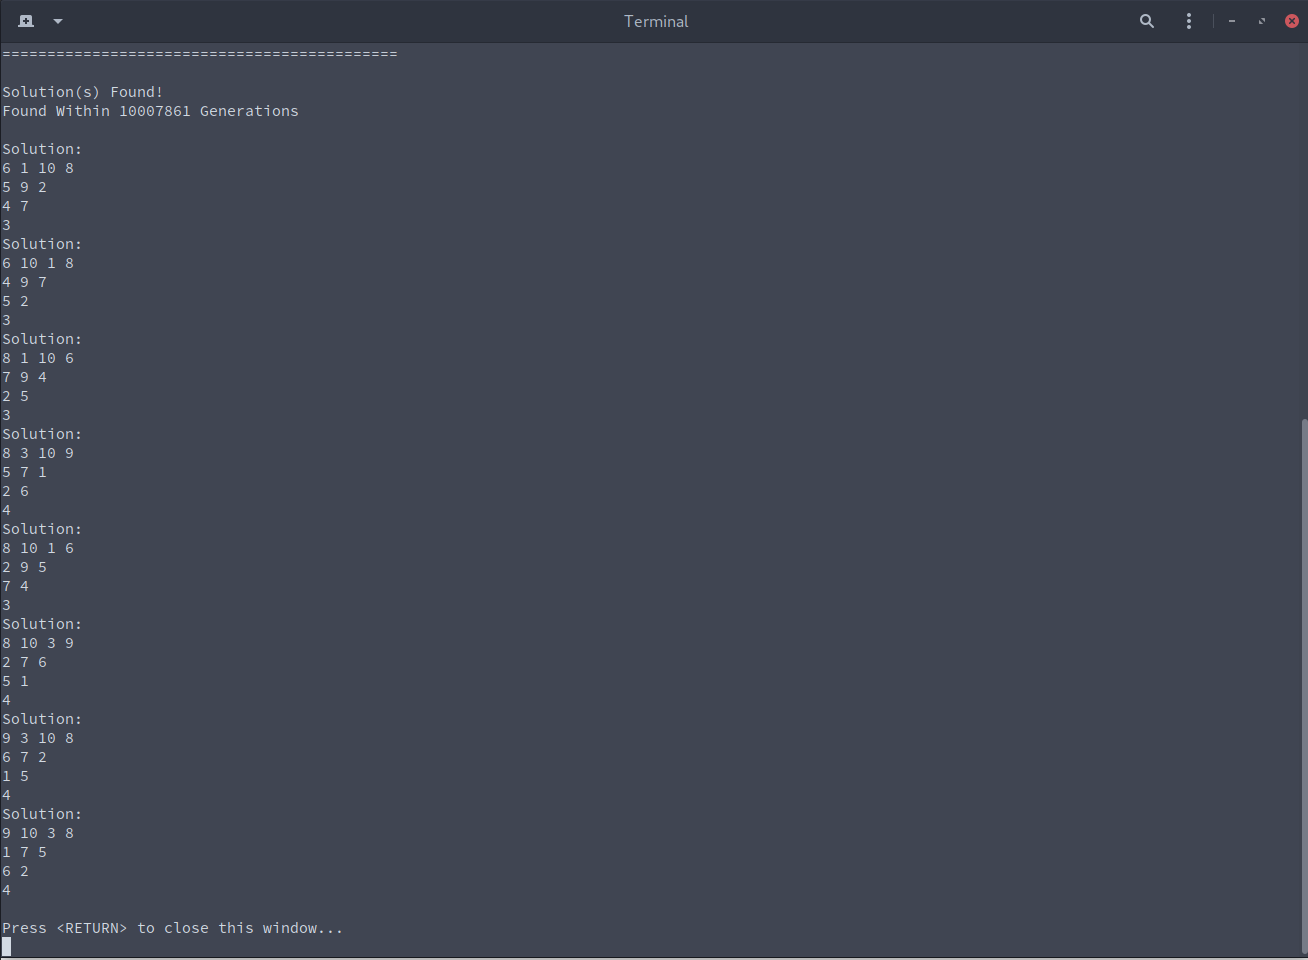 Terminal
============================================
Solution(s) Found!
Found Within 10007861 Generations
Solution:
6 1 10 8
5 9 2
4 7
3
Solution:
6 10 1 8
4 9 7
5 2
3
Solution:
8 1 10 6
7 9 4
2 5
3
Solution:
8 3 10 9
5 7 1
2 6
4
Solution:
8 10 1 6
2 9 5
7 4
3
Solution:
8 10 3 9
2 7 6
5 1
4
Solution:
9 3 10 8
6 7 2
1 5
4
Solution:
9 10 3 8
1 7 5
6 2
4
Press <RETURN> to close this window...